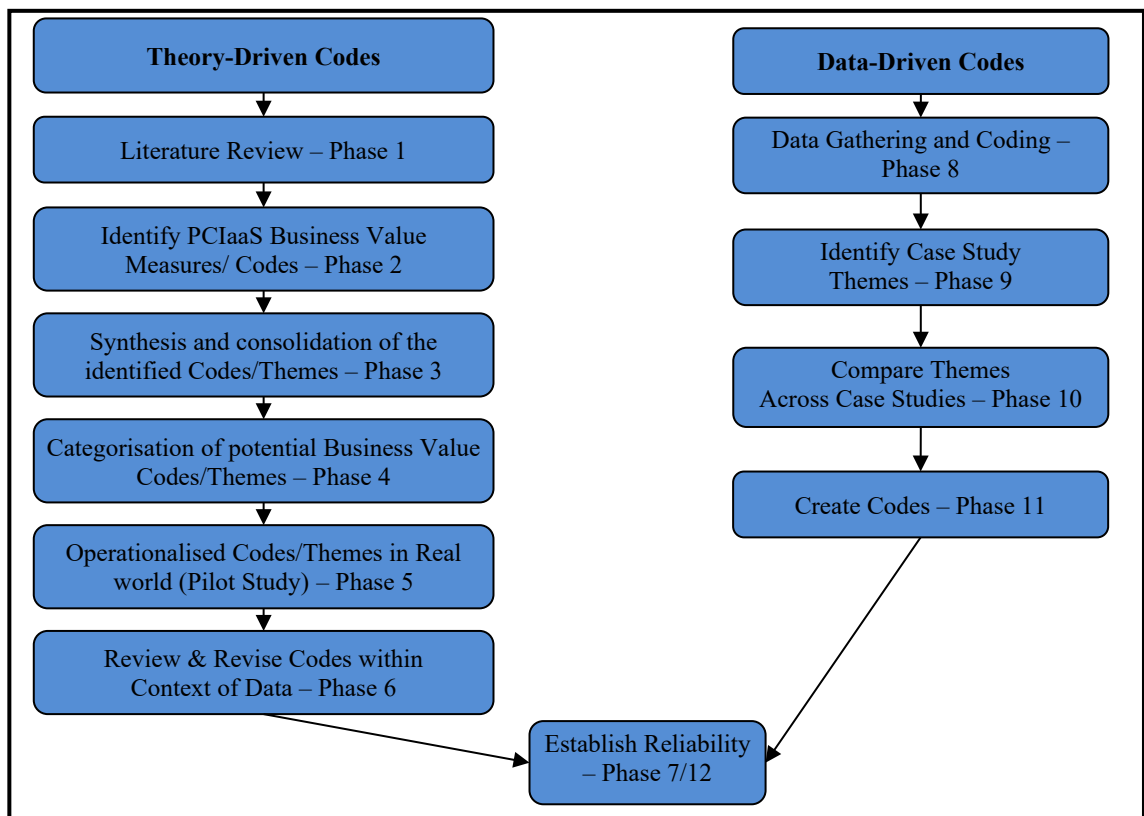 Theory-Driven Codes
Literature Review – Phase 1
Identify PCIaaS Business Value
Measures/ Codes – Phase 2
Synthesis and consolidation of the
identified Codes/Themes – Phase 3
Categorisation of potential Business Value
Codes/Themes – Phase 4
Operationalised Codes/Themes in Real
world (Pilot Study) – Phase 5
Review & Revise Codes within
Context of Data – Phase 6
Data-Driven Codes
Data Gathering and Coding –
Phase 8
Identify Case Study
Themes – Phase 9
Compare Themes
Across Case Studies – Phase 10
Create Codes – Phase 11
Establish Reliability
– Phase 7/12